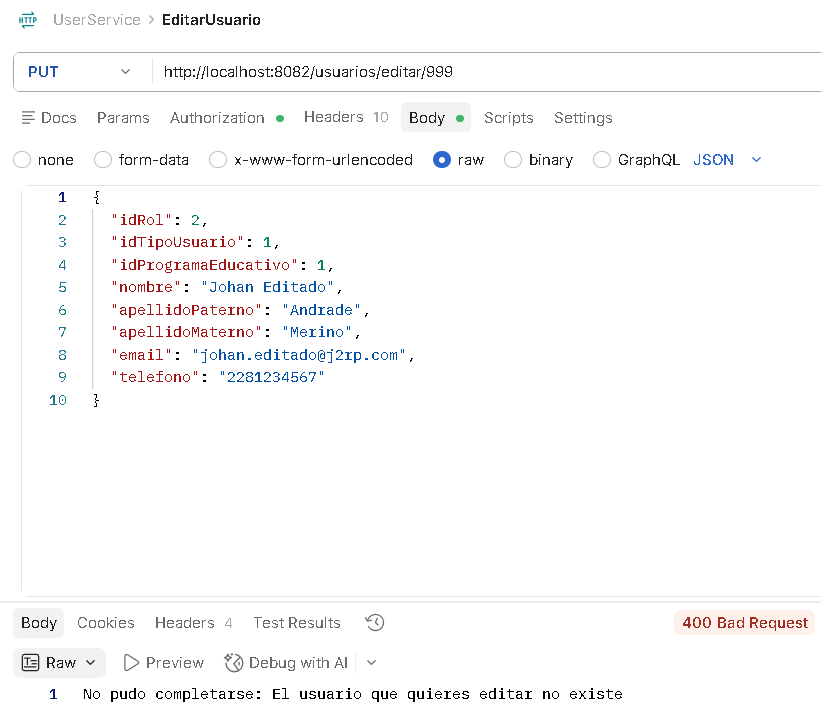 HTTP UserService > EditarUsuario
PUT http://localhost:8082/usuarios/editar/999
Docs Params Authorization Headers 10 Body Scripts Settings
none form-data x-www-form-urlencoded raw binary GraphQL JSON
1 {
2 "idRol": 2,
3 "idTipoUsuario": 1,
4 "idProgramaEducativo": 1,
5 "nombre": "Johan Editado",
6 "apellidoPaterno": "Andrade",
7 "apellidoMaterno": "Merino",
8 "email": "johan.editado@j2rp.com",
9 "telefono": "2281234567"
10 }
Body Cookies Headers 4 Test Results 400 Bad Request
Raw Preview Debug with AI
1 No pudo completarse: El usuario que quieres editar no existe